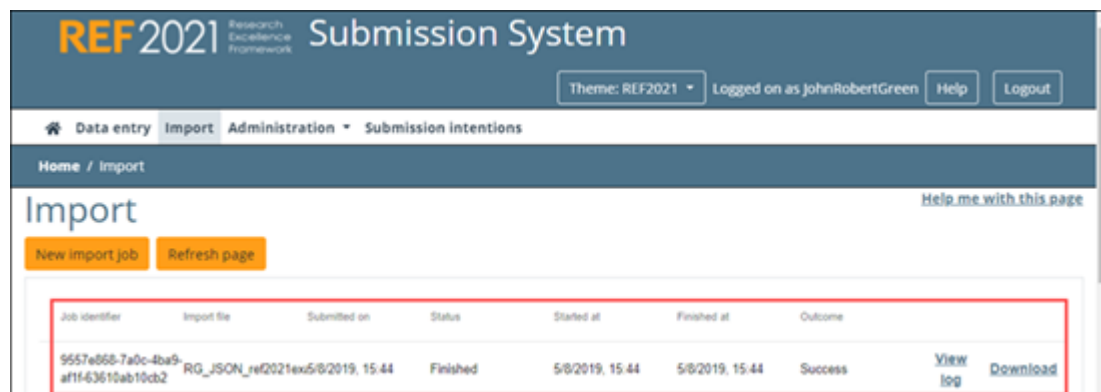 REF2021 Research Excellence Framework Submission System
Theme: REF2021 Logged on as JohnRobertGreen Help Logout
Data entry Import Administration Submission intentions
Home / Import
Import Help me with this page
New import job Refresh page
Job identifier Import file Submitted on Status Started at Finished at Outcome
9557e868-7a0c-4ba9- RG_JSON_ref2021exu5/8/2019, 15:44 Finished 5/8/2019, 15:44 5/8/2019, 15:44 Success View Download
af1f-63610ab10cb2 log